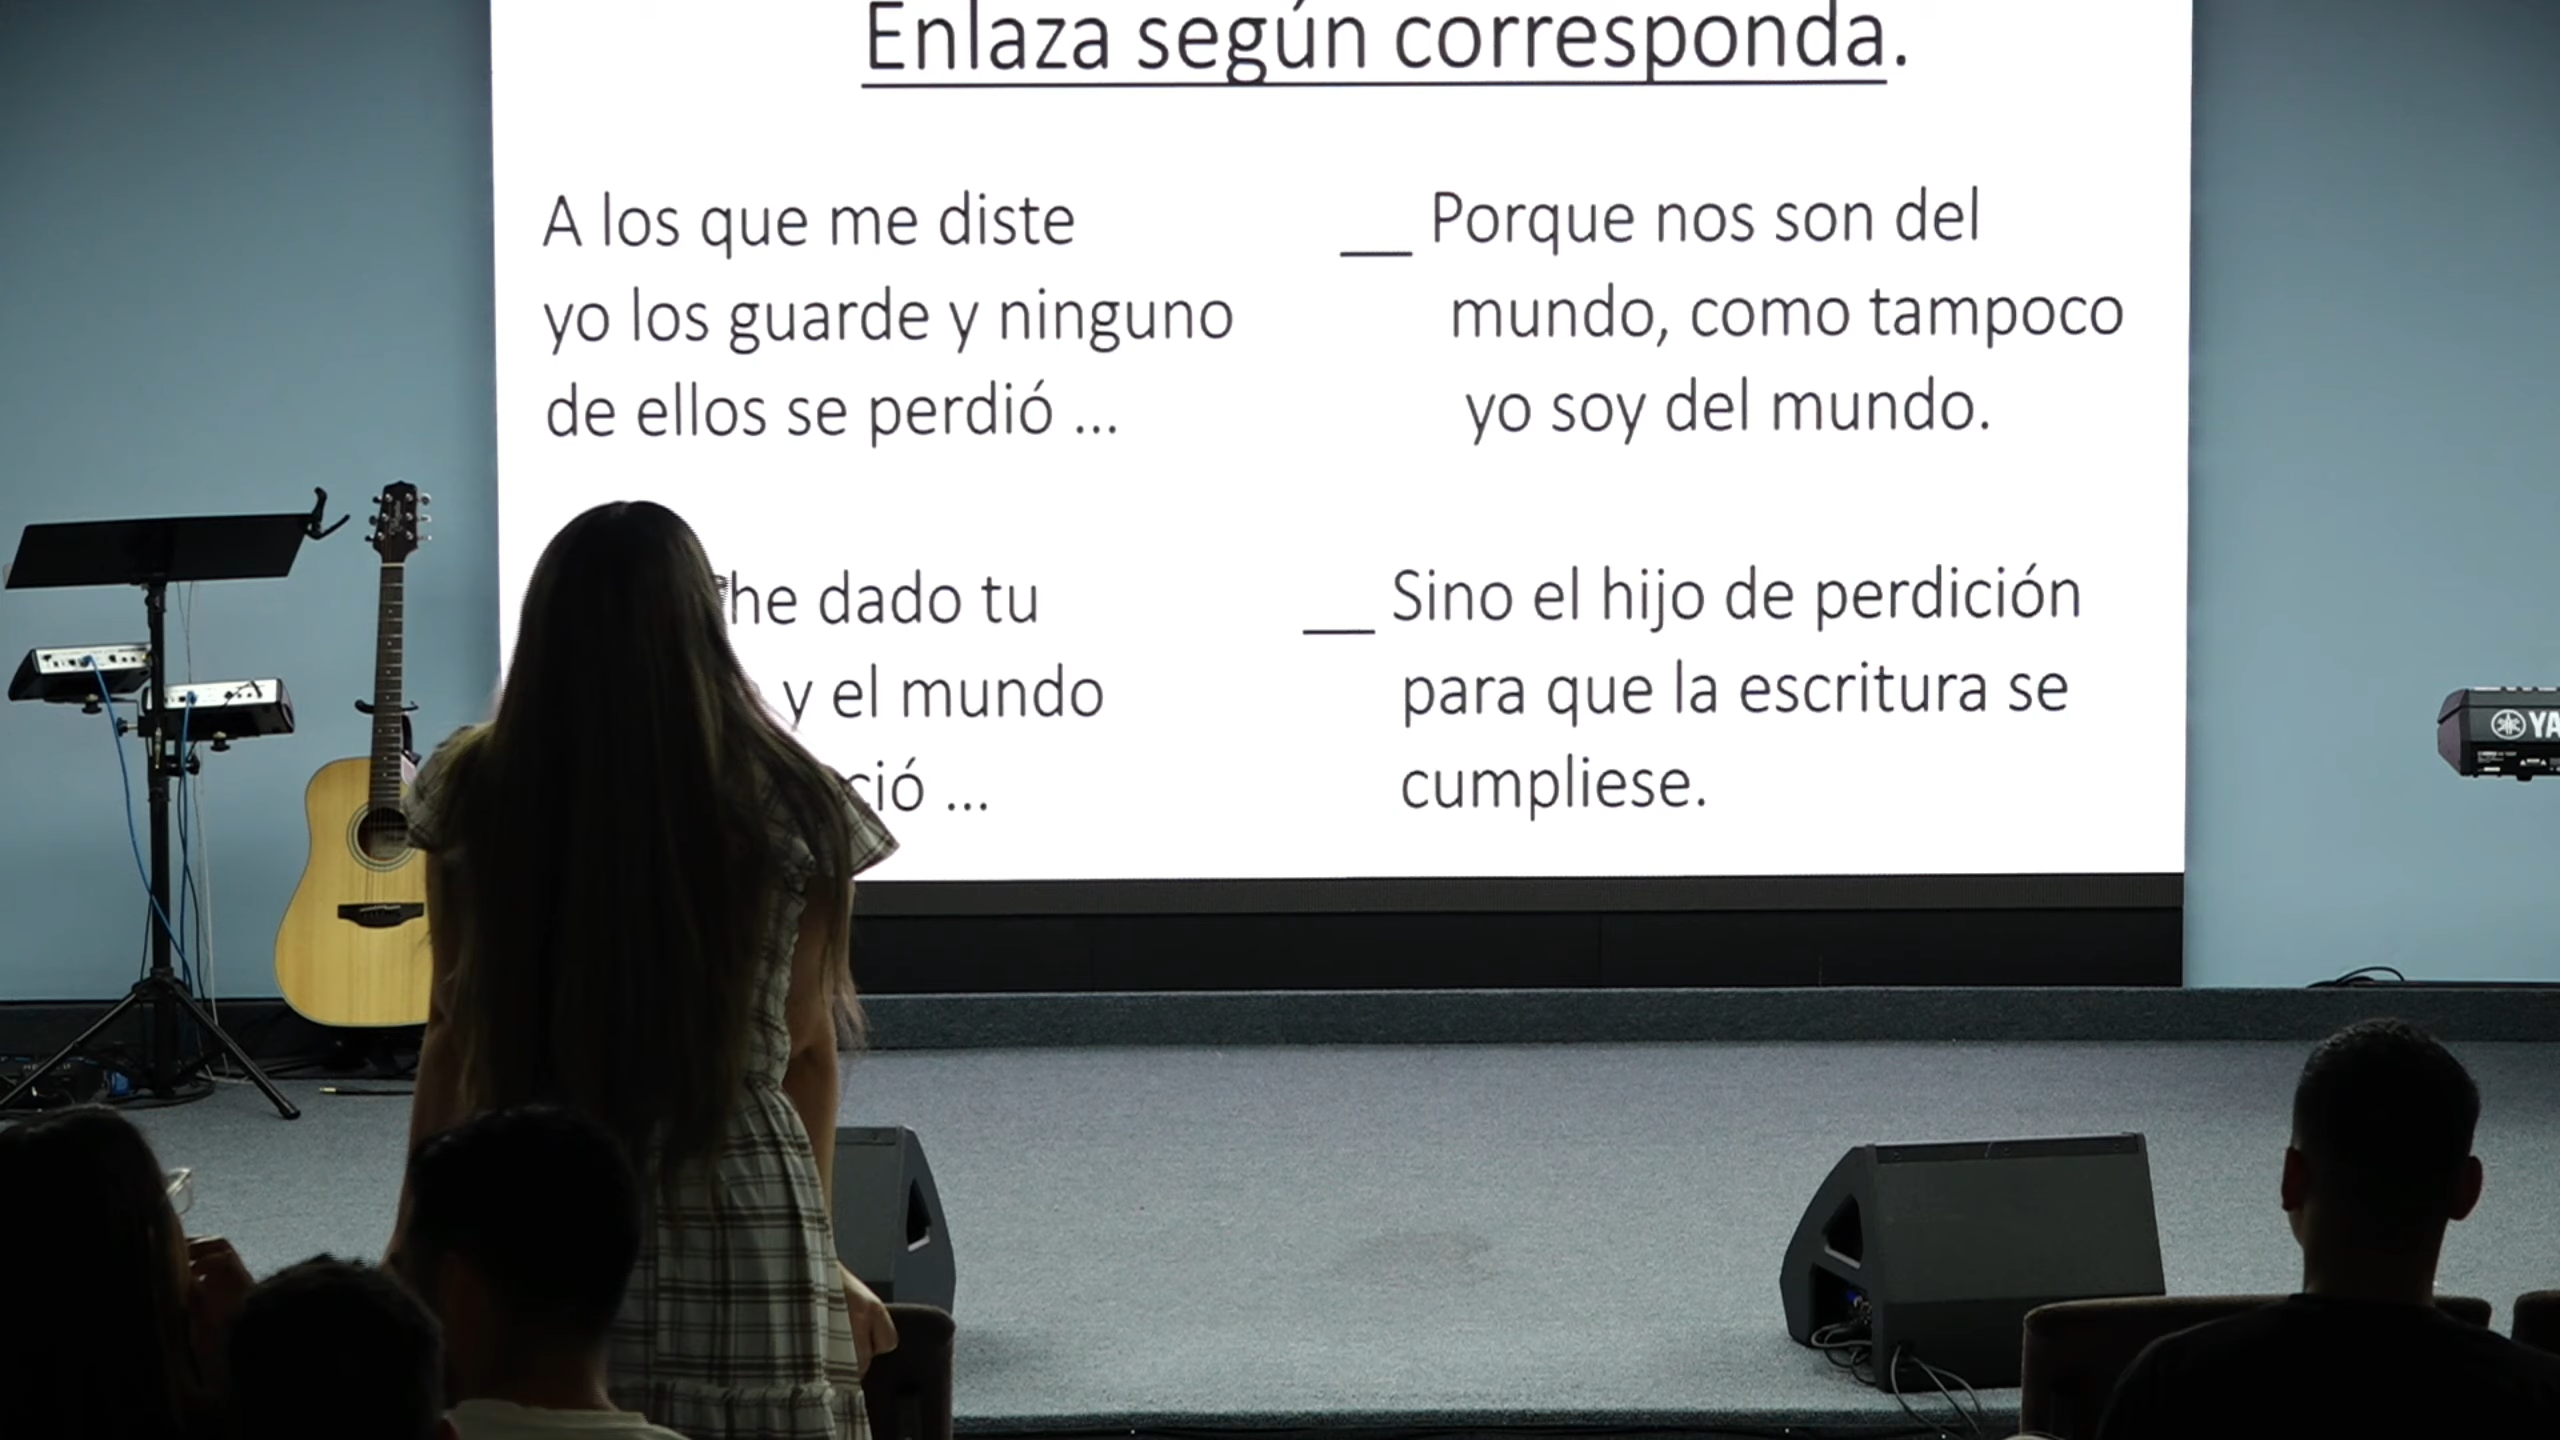 Enlaza según corresponda.
A los que me diste
yo los guarde y ninguno
de ellos se perdió ...
he dado tu
y el mundo
...
__ Porque nos son del
mundo, como tampoco
yo soy del mundo.
__ Sino el hijo de perdición
para que la escritura se
cumpliese.